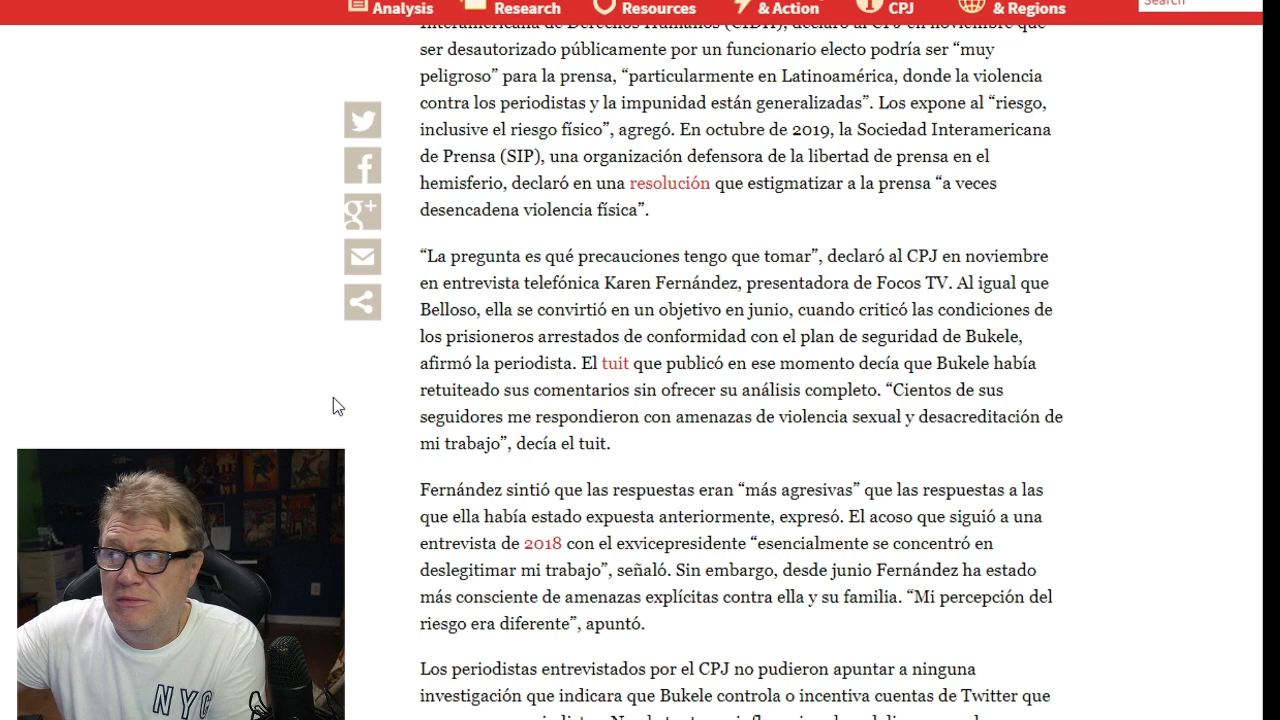 Analysis
Research
Resources
& Action
CPJ
& Regions
Search
Interamericana de Derechos Humanos (CIDH), declaró al CPJ en noviembre que
ser desautorizado públicamente por un funcionario electo podría ser “muy
peligroso” para la prensa, “particularmente en Latinoamérica, donde la violencia
contra los periodistas y la impunidad están generalizadas”. Los expone al “riesgo,
inclusive el riesgo físico”, agregó. En octubre de 2019, la Sociedad Interamericana
de Prensa (SIP), una organización defensora de la libertad de prensa en el
hemisferio, declaró en una resolución que estigmatizar a la prensa “a veces
desencadena violencia física”.
“La pregunta es qué precauciones tengo que tomar”, declaró al CPJ en noviembre
en entrevista telefónica Karen Fernández, presentadora de Focos TV. Al igual que
Belloso, ella se convirtió en un objetivo en junio, cuando criticó las condiciones de
los prisioneros arrestados de conformidad con el plan de seguridad de Bukele,
afirmó la periodista. El tuit que publicó en ese momento decía que Bukele había
retuiteado sus comentarios sin ofrecer su análisis completo. “Cientos de sus
seguidores me respondieron con amenazas de violencia sexual y desacreditación de
mi trabajo”, decía el tuit.
Fernández sintió que las respuestas eran “más agresivas” que las respuestas a las
que ella había estado expuesta anteriormente, expresó. El acoso que siguió a una
entrevista de 2018 con el exvicepresidente “esencialmente se concentró en
deslegitimar mi trabajo”, señaló. Sin embargo, desde junio Fernández ha estado
más consciente de amenazas explícitas contra ella y su familia. “Mi percepción del
riesgo era diferente”, apuntó.
Los periodistas entrevistados por el CPJ no pudieron apuntar a ninguna
investigación que indicara que Bukele controla o incentiva cuentas de Twitter que
NYC